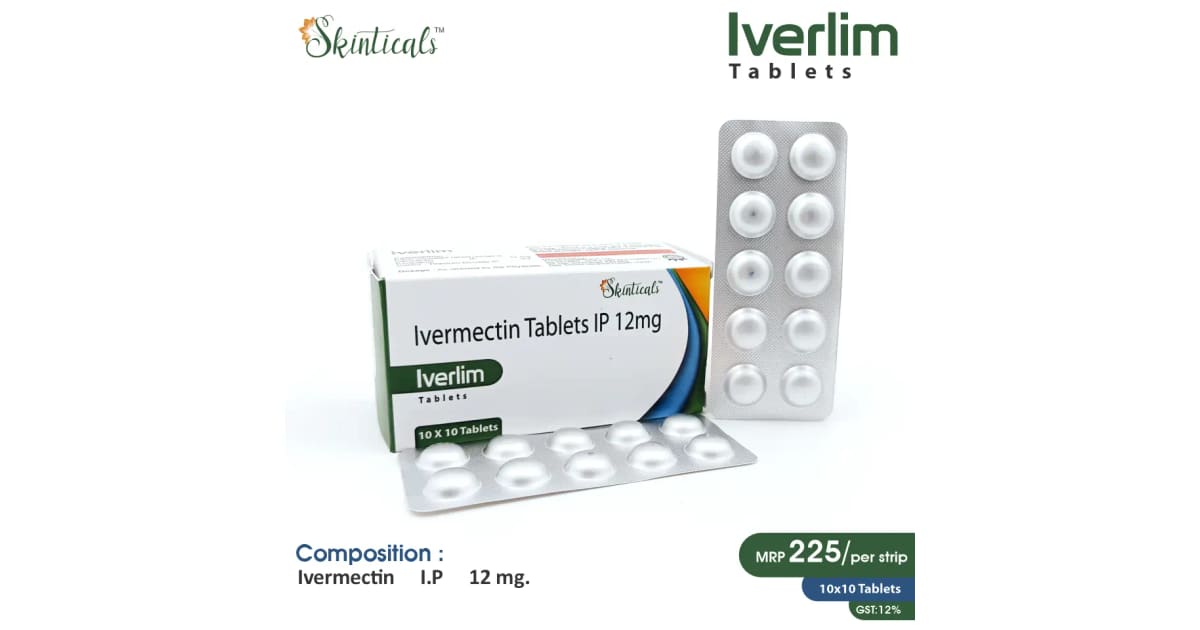 Skinticals™
Iverlim
Tablets
Iverlim
Skinticals™
Ivermectin Tablets IP 12mg
Iverlim
Tablets
10 X 10 Tablets
Composition :
Ivermectin I.P 12 mg.
MRP 225/per strip
10x10 Tablets
GST:12%